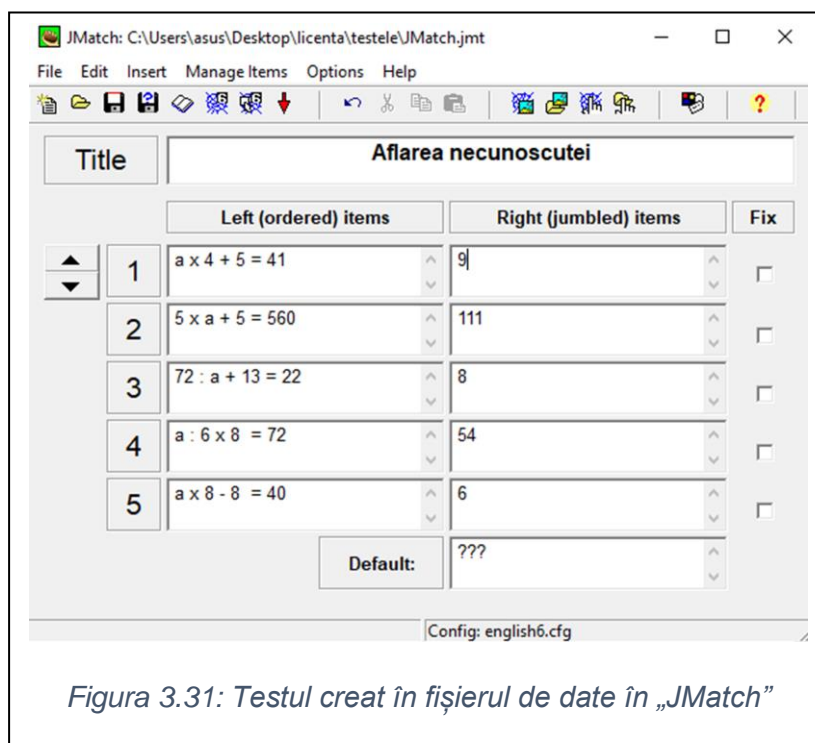 JMatch: C:\Users\asus\Desktop\licenta\testele\JMatch.jmt
File Edit Insert Manage Items Options Help
Title Aflarea necunoscutei
Left (ordered) items Right (jumbled) items Fix
1 a x 4 + 5 = 41 9
2 5 x a + 5 = 560 111
3 72 : a + 13 = 22 8
4 a : 6 x 8 = 72 54
5 a x 8 - 8 = 40 6
Default: ???
Config: english6.cfg
Figura 3.31: Testul creat în fișierul de date în „JMatch”